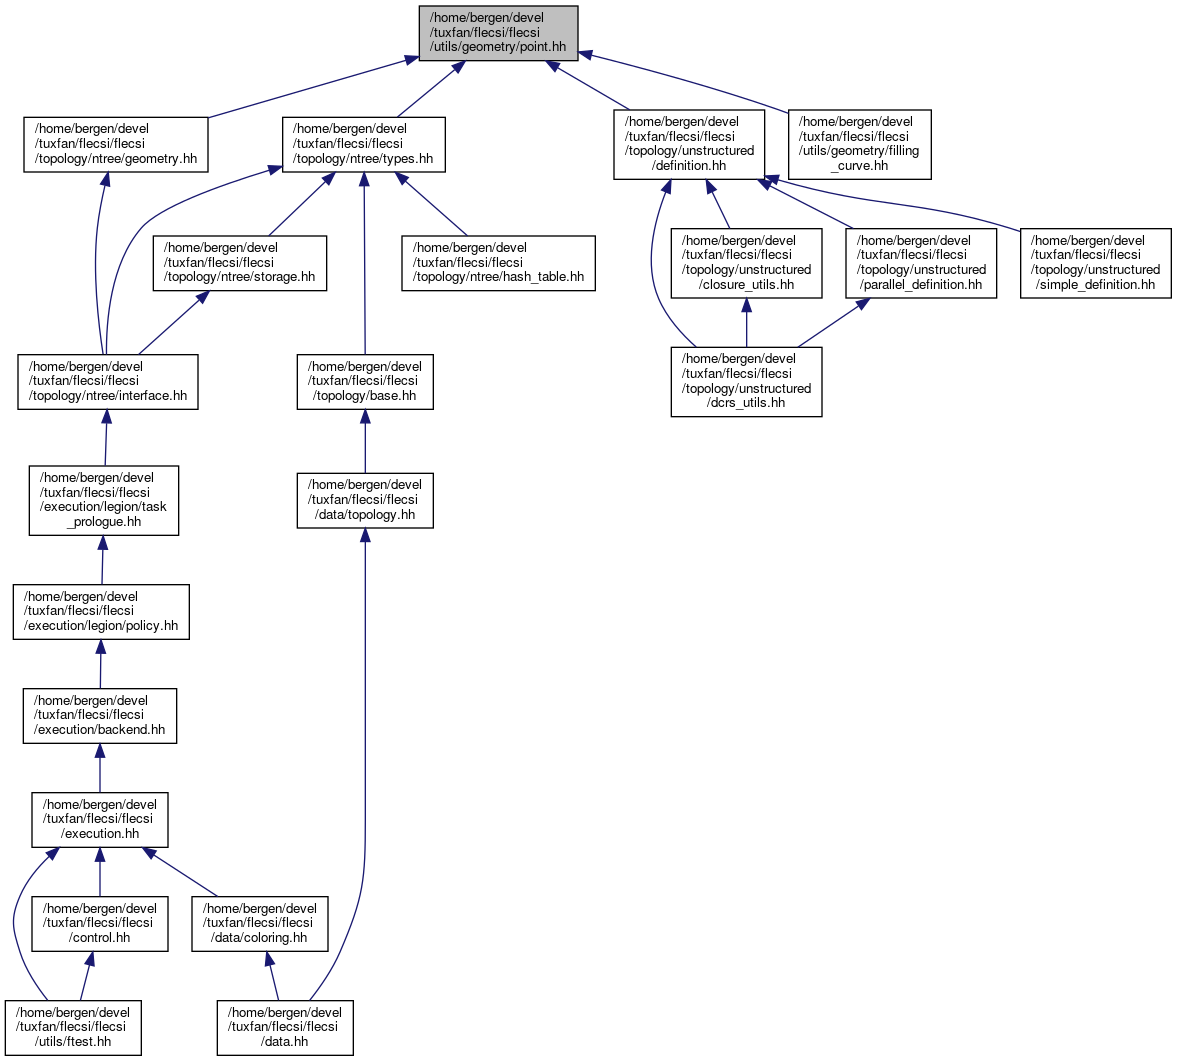 /home/bergen/devel
/tuxfan/flecsi/flecsi
/utils/geometry/point.hh
/home/bergen/devel
/tuxfan/flecsi/flecsi
/topology/ntree/geometry.hh
/home/bergen/devel
/tuxfan/flecsi/flecsi
/topology/ntree/types.hh
/home/bergen/devel
/tuxfan/flecsi/flecsi
/topology/unstructured
/definition.hh
/home/bergen/devel
/tuxfan/flecsi/flecsi
/utils/geometry/filling
_curve.hh
/home/bergen/devel
/tuxfan/flecsi/flecsi
/topology/ntree/storage.hh
/home/bergen/devel
/tuxfan/flecsi/flecsi
/topology/ntree/hash_table.hh
/home/bergen/devel
/tuxfan/flecsi/flecsi
/topology/unstructured
/closure_utils.hh
/home/bergen/devel
/tuxfan/flecsi/flecsi
/topology/unstructured
/parallel_definition.hh
/home/bergen/devel
/tuxfan/flecsi/flecsi
/topology/unstructured
/simple_definition.hh
/home/bergen/devel
/tuxfan/flecsi/flecsi
/topology/ntree/interface.hh
/home/bergen/devel
/tuxfan/flecsi/flecsi
/topology/base.hh
/home/bergen/devel
/tuxfan/flecsi/flecsi
/topology/unstructured
/dcrs_utils.hh
/home/bergen/devel
/tuxfan/flecsi/flecsi
/execution/legion/task
_prologue.hh
/home/bergen/devel
/tuxfan/flecsi/flecsi
/data/topology.hh
/home/bergen/devel
/tuxfan/flecsi/flecsi
/execution/legion/policy.hh
/home/bergen/devel
/tuxfan/flecsi/flecsi
/execution/backend.hh
/home/bergen/devel
/tuxfan/flecsi/flecsi
/execution.hh
/home/bergen/devel
/tuxfan/flecsi/flecsi
/control.hh
/home/bergen/devel
/tuxfan/flecsi/flecsi
/data/coloring.hh
/home/bergen/devel
/tuxfan/flecsi/flecsi
/utils/ftest.hh
/home/bergen/devel
/tuxfan/flecsi/flecsi
/data.hh